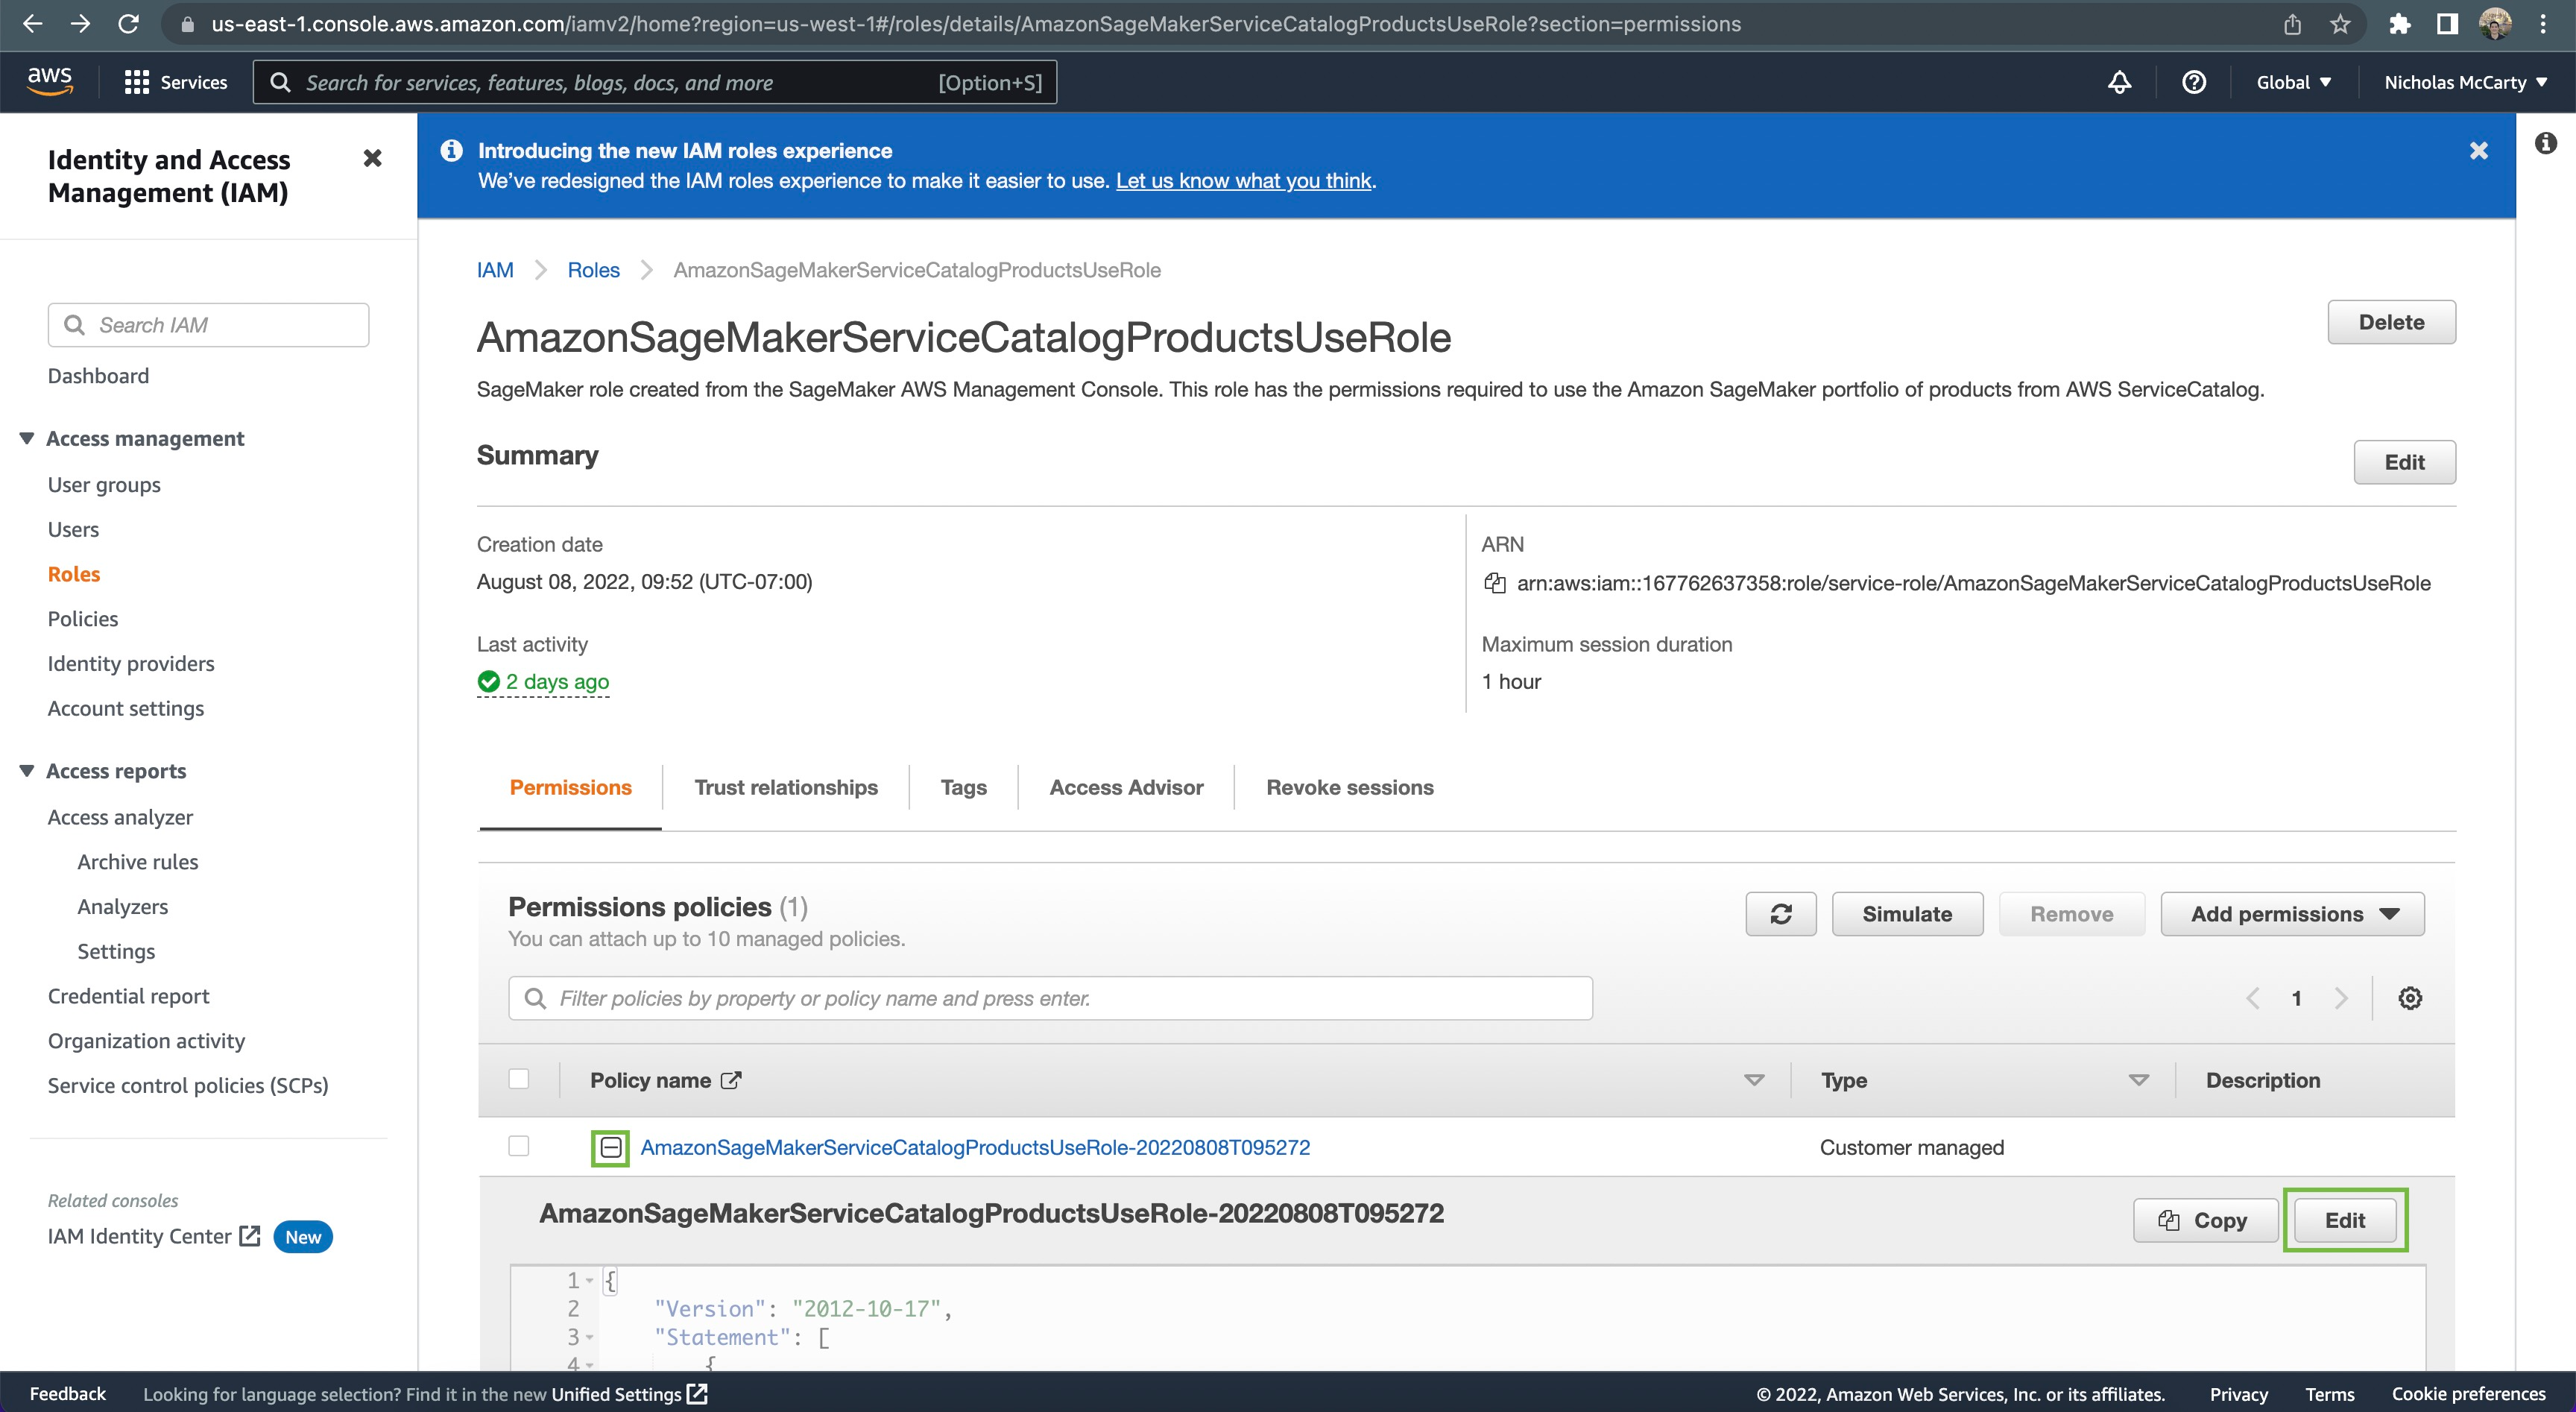 us-east-1.console.aws.amazon.com/iamv2/home?region=us-west-1#/roles/details/AmazonSageMakerServiceCatalogProductsUseRole?section=permissions
aws
Services
Search for services, features, blogs, docs, and more
[Option+S]
Global
Nicholas McCarty
Identity and Access
Management (IAM)
Search IAM
Dashboard
Access management
User groups
Users
Roles
Policies
Identity providers
Account settings
Access reports
Access analyzer
Archive rules
Analyzers
Settings
Credential report
Organization activity
Service control policies (SCPs)
Related consoles
IAM Identity Center
New
Introducing the new IAM roles experience
We've redesigned the IAM roles experience to make it easier to use. Let us know what you think.
IAM
Roles
AmazonSageMakerServiceCatalogProductsUseRole
AmazonSageMakerServiceCatalogProductsUseRole
Delete
SageMaker role created from the SageMaker AWS Management Console. This role has the permissions required to use the Amazon SageMaker portfolio of products from AWS ServiceCatalog.
Summary
Edit
Creation date
August 08, 2022, 09:52 (UTC-07:00)
ARN
arn:aws:iam::167762637358:role/service-role/AmazonSageMakerServiceCatalogProductsUseRole
Last activity
2 days ago
Maximum session duration
1 hour
Permissions
Trust relationships
Tags
Access Advisor
Revoke sessions
Permissions policies (1)
You can attach up to 10 managed policies.
Simulate
Remove
Add permissions
Filter policies by property or policy name and press enter.
1
Policy name
Type
Description
AmazonSageMakerServiceCatalogProductsUseRole-20220808T095272
Customer managed
AmazonSageMakerServiceCatalogProductsUseRole-20220808T095272
Copy
Edit
1 {
2 "Version": "2012-10-17",
3 "Statement": [
4 {
Feedback
Looking for language selection? Find it in the new Unified Settings
© 2022, Amazon Web Services, Inc. or its affiliates.
Privacy
Terms
Cookie preferences